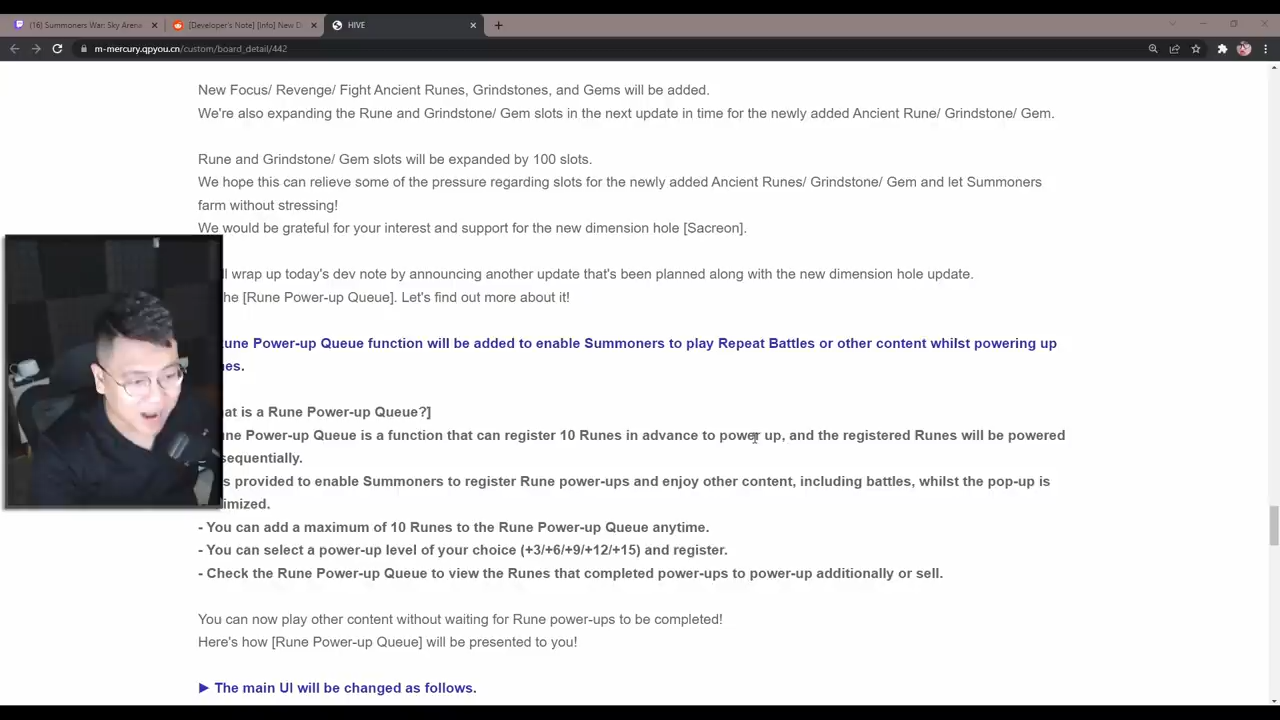 (16) Summoners War: Sky Arena
[Developer's Note] [Info] New D
HIVE
m-mercury.qpyou.cn/custom/board_detail/442
New Focus/ Revenge/ Fight Ancient Runes, Grindstones, and Gems will be added.
We're also expanding the Rune and Grindstone/ Gem slots in the next update in time for the newly added Ancient Rune/ Grindstone/ Gem.
Rune and Grindstone/ Gem slots will be expanded by 100 slots.
We hope this can relieve some of the pressure regarding slots for the newly added Ancient Runes/ Grindstone/ Gem and let Summoners
farm without stressing!
We would be grateful for your interest and support for the new dimension hole [Sacreon].
wrap up today's dev note by announcing another update that's been planned along with the new dimension hole update.
[Rune Power-up Queue]. Let's find out more about it!
Power-up Queue function will be added to enable Summoners to play Repeat Battles or other content whilst powering up
is a Rune Power-up Queue?]
Power-up Queue is a function that can register 10 Runes in advance to power up, and the registered Runes will be powered
sequentially.
provided to enable Summoners to register Rune power-ups and enjoy other content, including battles, whilst the pop-up is
- You can add a maximum of 10 Runes to the Rune Power-up Queue anytime.
- You can select a power-up level of your choice (+3/+6/+9/+12/+15) and register.
- Check the Rune Power-up Queue to view the Runes that completed power-ups to power-up additionally or sell.
You can now play other content without waiting for Rune power-ups to be completed!
Here's how [Rune Power-up Queue] will be presented to you!
► The main UI will be changed as follows.